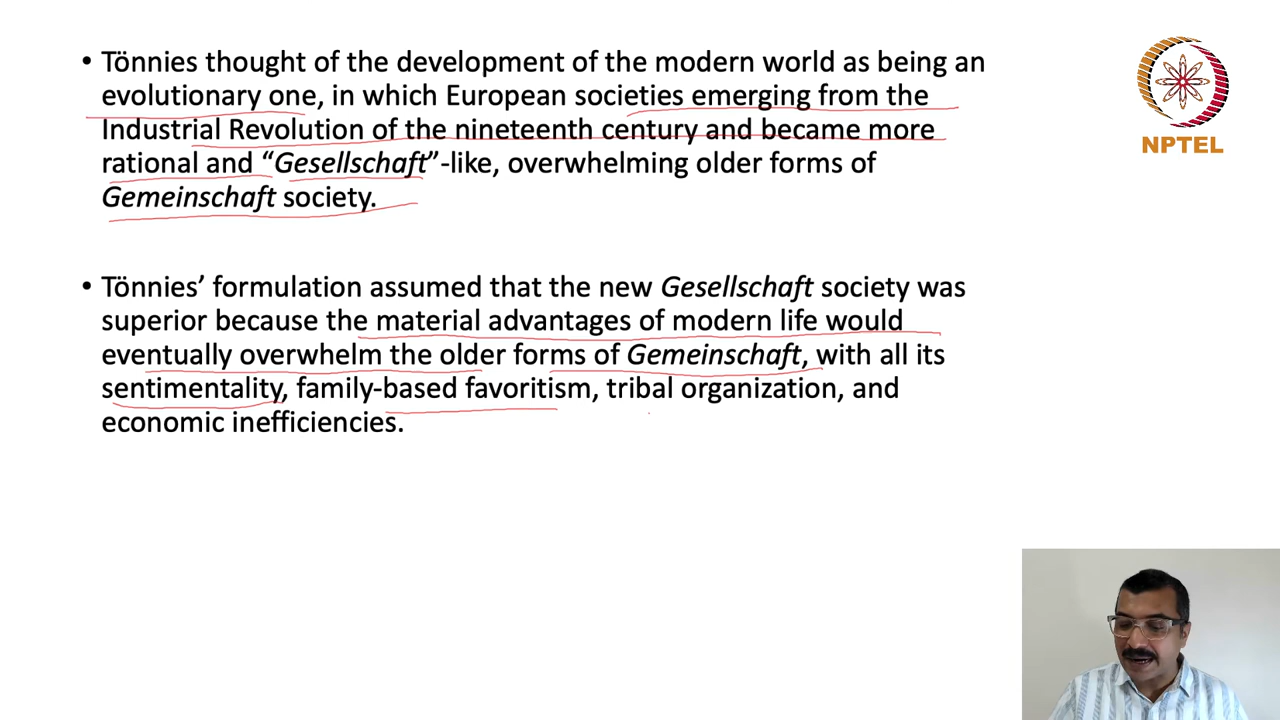 • Tönnies thought of the development of the modern world as being an
evolutionary one, in which European societies emerging from the
Industrial Revolution of the nineteenth century and became more
rational and “Gesellschaft”-like, overwhelming older forms of
Gemeinschaft society.
• Tönnies’ formulation assumed that the new Gesellschaft society was
superior because the material advantages of modern life would
eventually overwhelm the older forms of Gemeinschaft, with all its
sentimentality, family-based favoritism, tribal organization, and
economic inefficiencies.
NPTEL